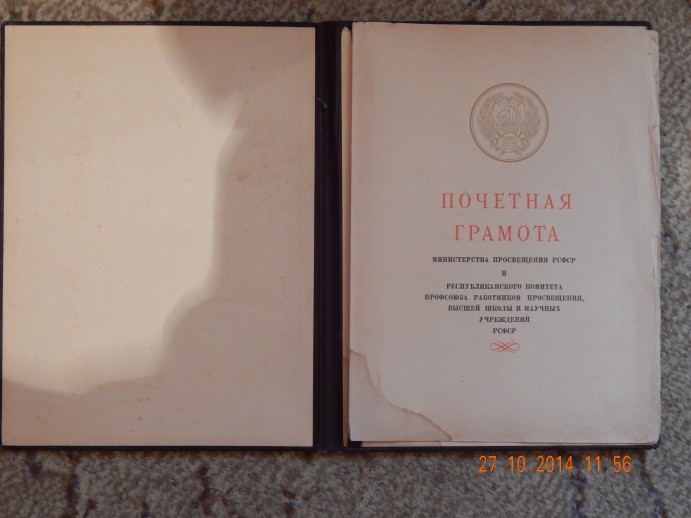 ПОЧЕТНАЯ
ГРАМОТА
МИНИСТЕРСТВА ПРОСВЕЩЕНИЯ РСФСР
И
РЕСПУБЛИКАНСКОГО КОМИТЕТА
ПРОФСОЮЗА РАБОТНИКОВ ПРОСВЕЩЕНИЯ,
ВЫСШЕЙ ШКОЛЫ И НАУЧНЫХ
УЧРЕЖДЕНИЙ
РСФСР
27 10 2014 11:56